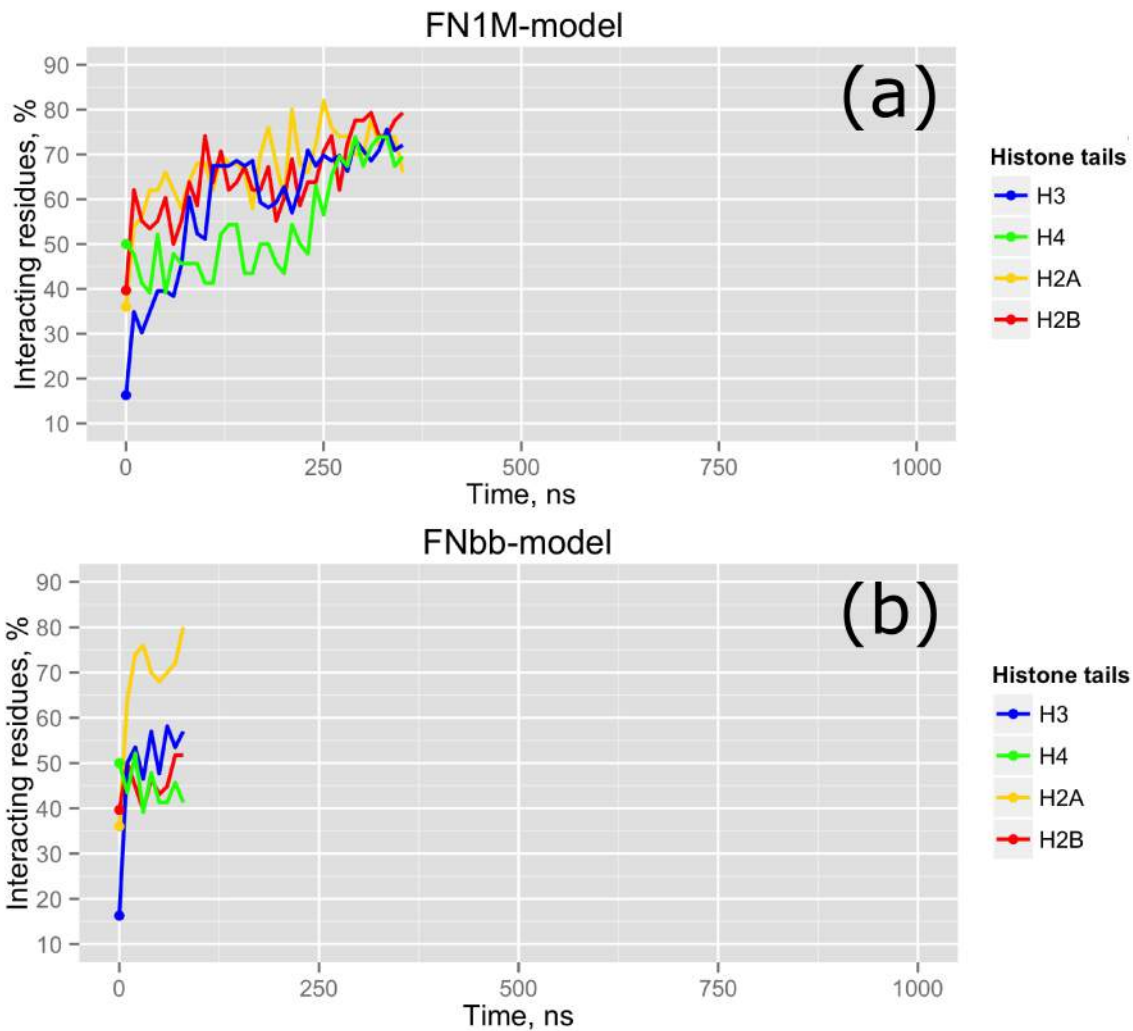 FN1M-model
(a)
Interacting residues, %
90
80
70
60
50
40
30
20
10
0 250 500 750 1000
Time, ns
Histone tails
H3
H4
H2A
H2B
FNbb-model
(b)
Interacting residues, %
90
80
70
60
50
40
30
20
10
0 250 500 750 1000
Time, ns
Histone tails
H3
H4
H2A
H2B